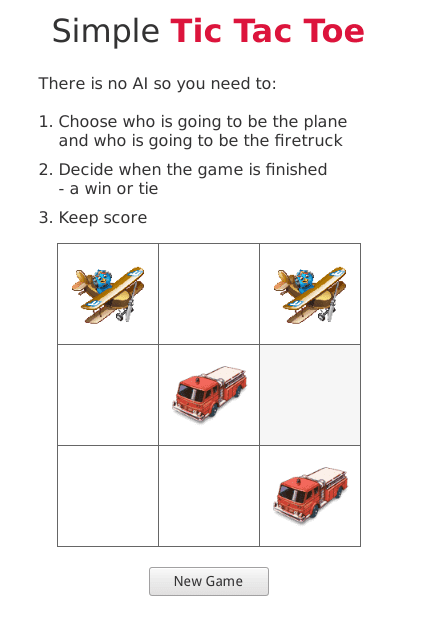 Simple Tic Tac Toe
There is no AI so you need to:
1. Choose who is going to be the plane
and who is going to be the firetruck
2. Decide when the game is finished
- a win or tie
3. Keep score
New Game